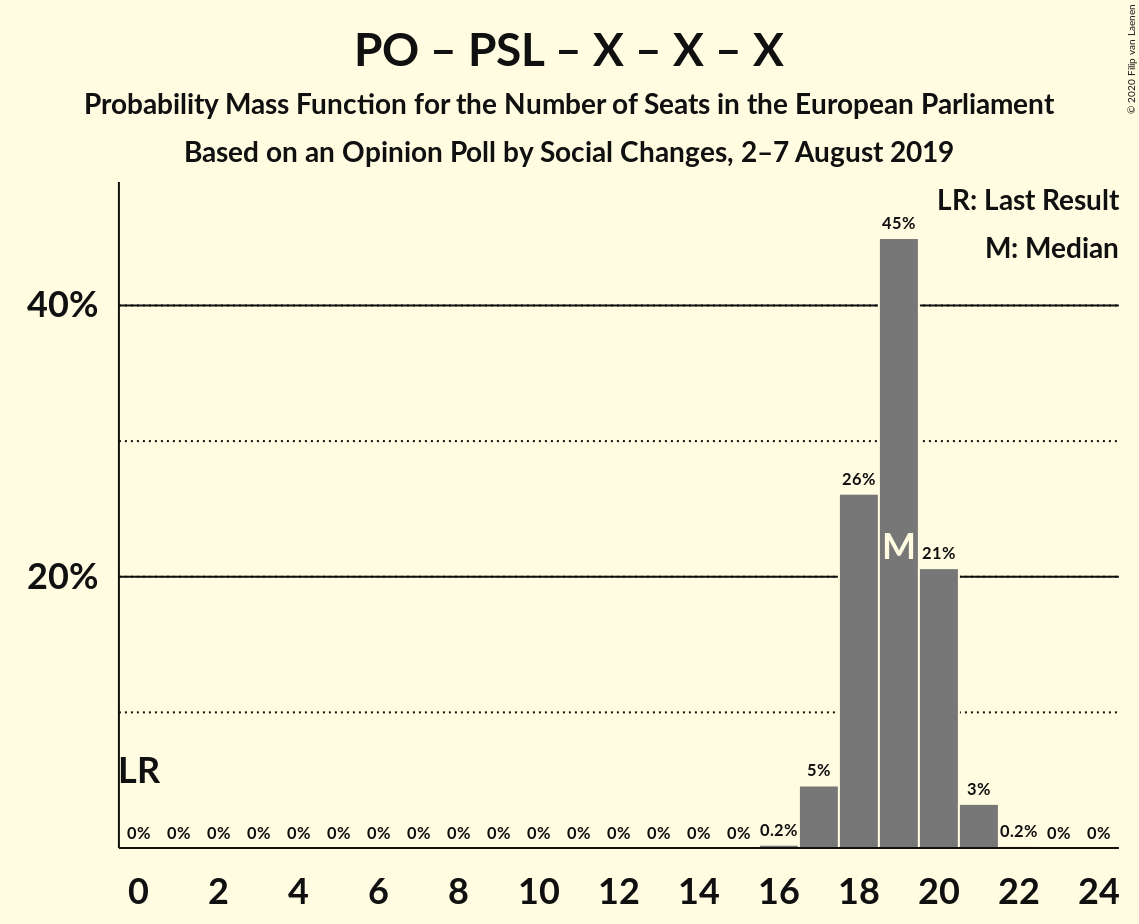 PO – PSL – X – X – X
Probability Mass Function for the Number of Seats in the European Parliament
Based on an Opinion Poll by Social Changes, 2–7 August 2019
© 2020 Filip van Laenen
LR: Last Result
M: Median
45%
40%
26%
M
21%
20%
LR
5%
3%
0% 0% 0% 0% 0% 0% 0% 0% 0% 0% 0% 0% 0% 0% 0% 0% 0.2% 0.2% 0% 0%
0 2 4 6 8 10 12 14 16 18 20 22 24